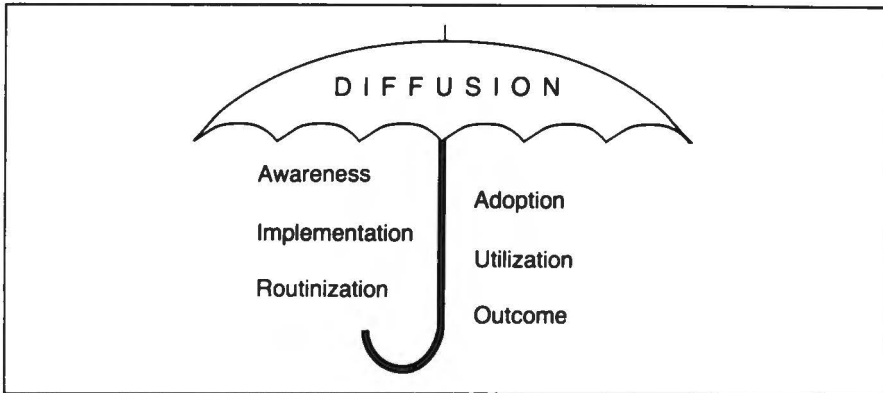 DIFFUSION
Awareness
Adoption
Implementation
Utilization
Routinization
Outcome